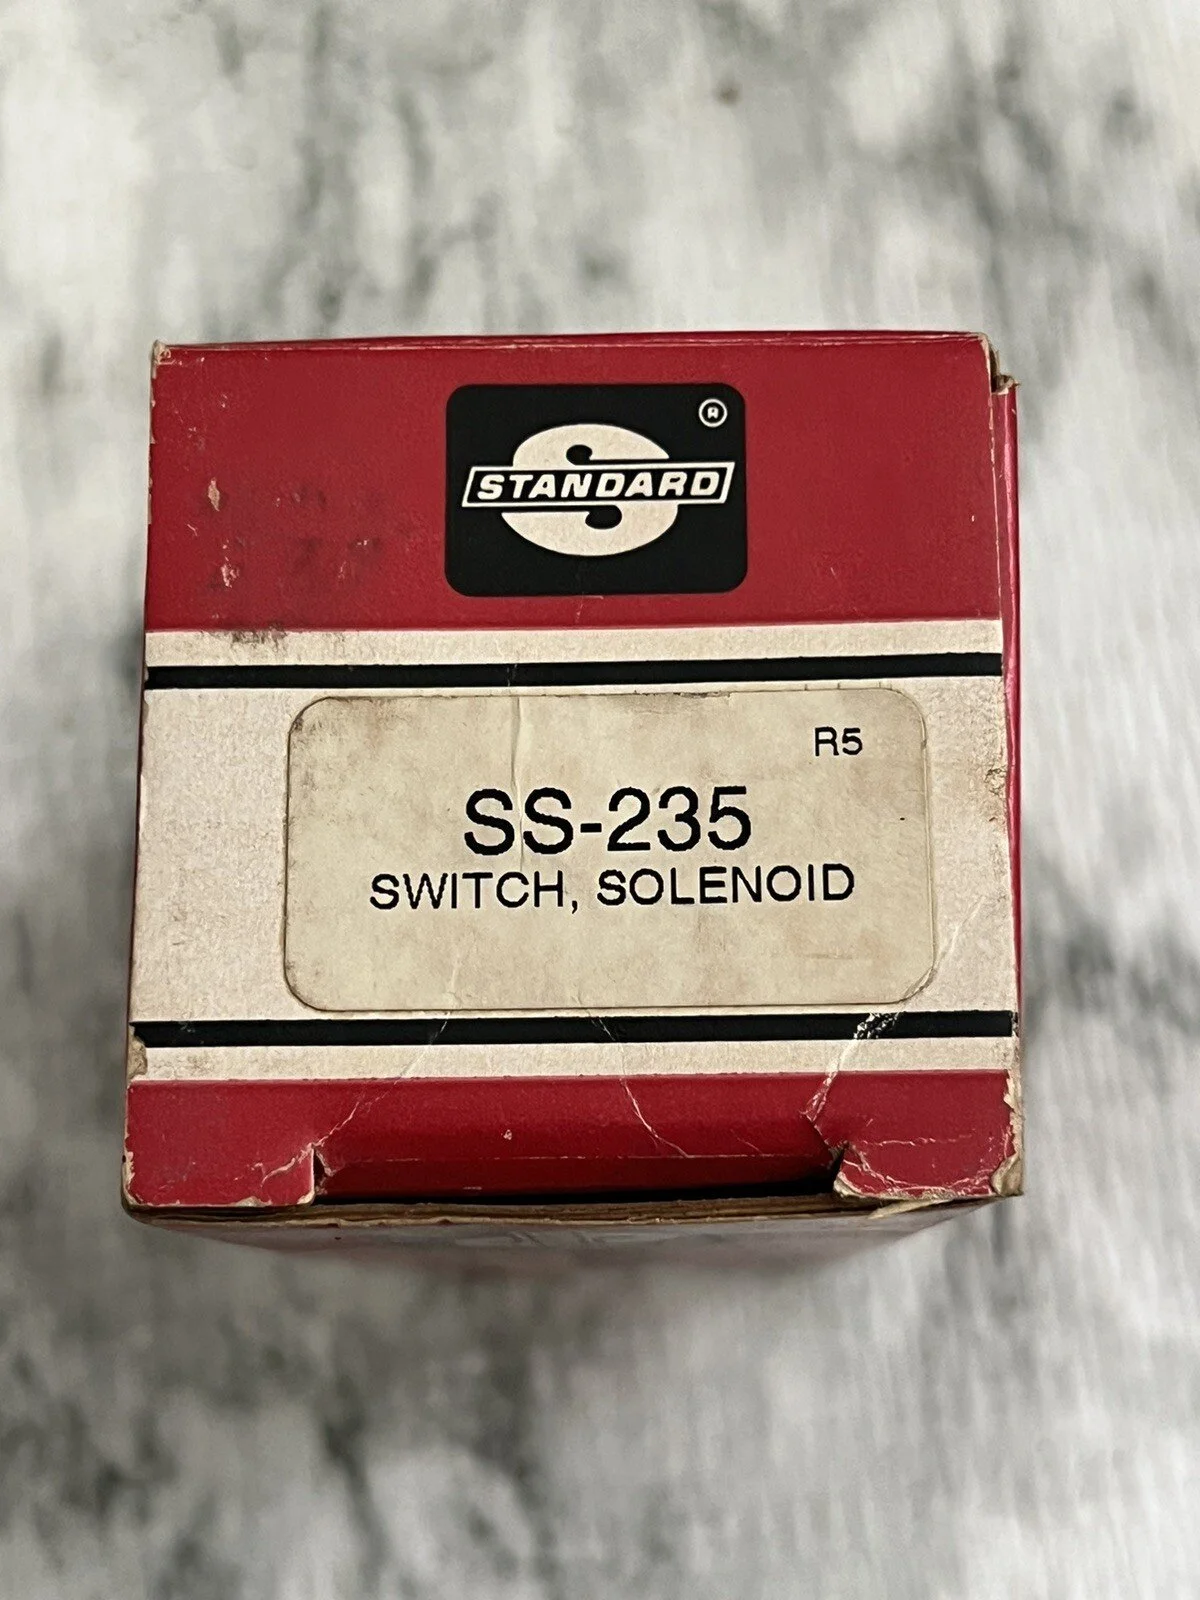 ®
STANDARD
R5
SS-235
SWITCH, SOLENOID